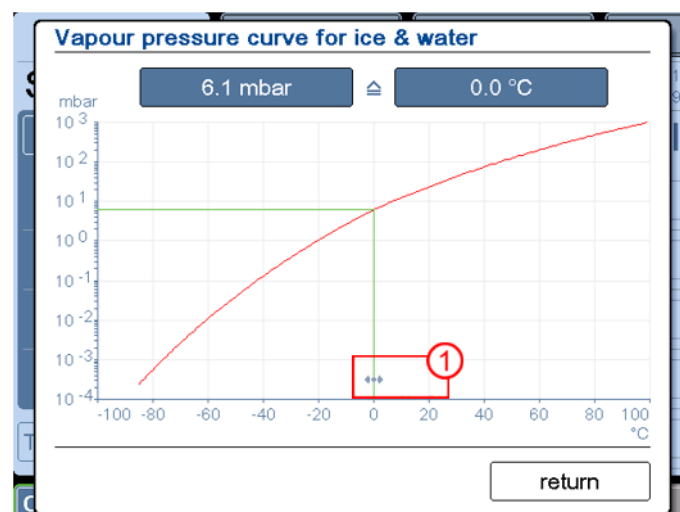 Vapour pressure curve for ice & water
6.1 mbar ≙ 0.0 °C
mbar
10 3
10 2
10 1
10 0
10 -1
10 -2
10 -3
10 -4
1
-100 -80 -60 -40 -20 0 20 40 60 80 100
°C
return